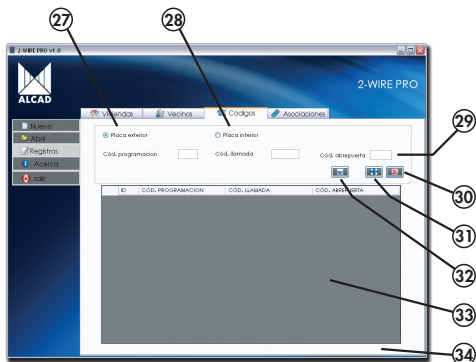 27
28
2-WIRE PRO v1.0
ALCAD
2-WIRE PRO
Viviendas
Vecinos
Códigos
Asociaciones
Nuevo
Abrir
Registros
Acerca
salir
Placa exterior
Placa interior
Cód. programacion
Cód. llamada
Cód. abrepuerta
ID
CÓD. PROGRAMACION
CÓD. LLAMADA
CÓD. ABREPUERTA
29
30
31
32
33
34